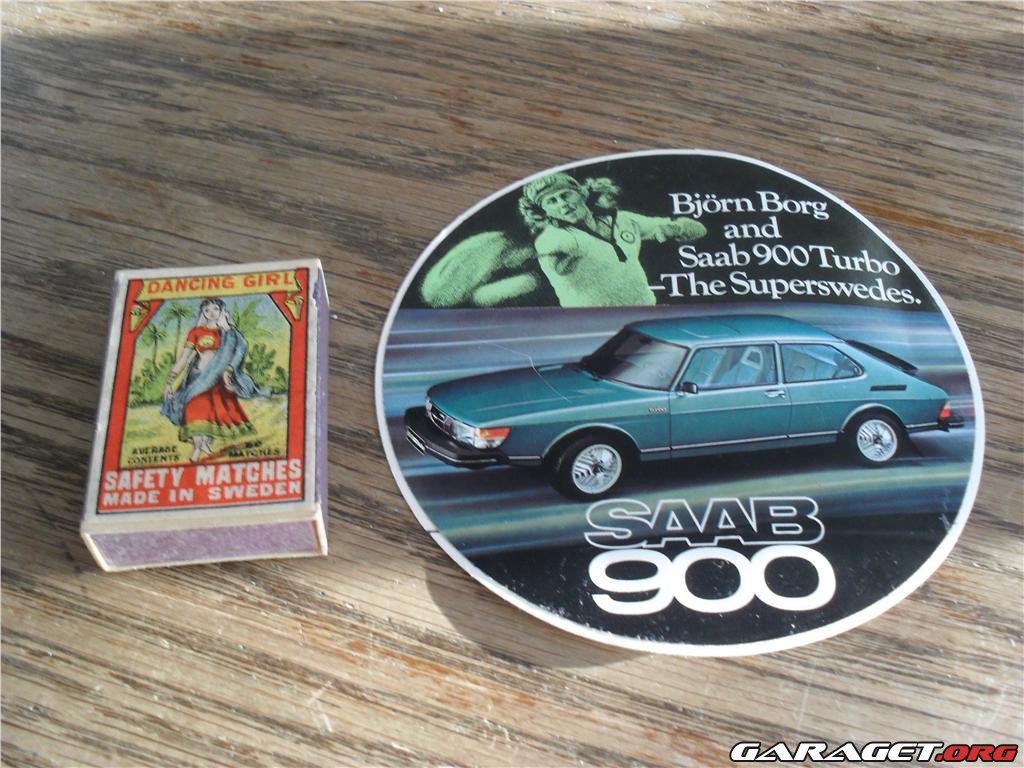 DANCING GIRL
AVERAGE
CONTENTS
MATCHES
SAFETY MATCHES
MADE IN SWEDEN
Björn Borg
and
Saab 900 Turbo
–The Superswedes.
SAAB
900
GARAGET.ORG